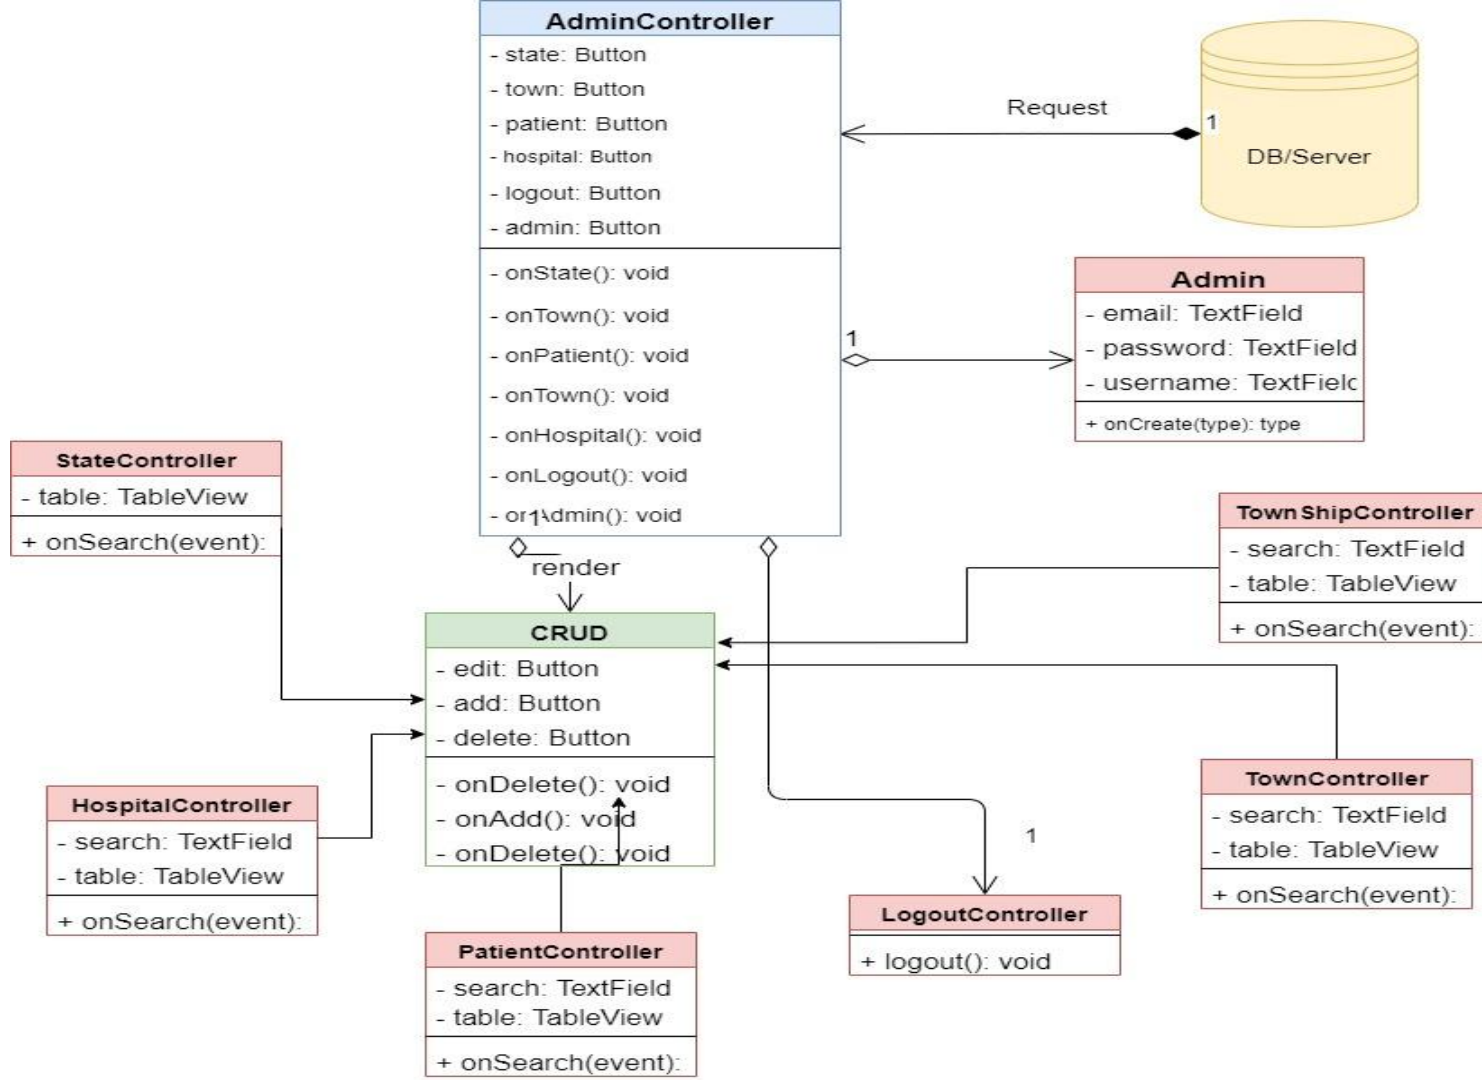 AdminController
- state: Button
- town: Button
- patient: Button
- hospital: Button
- logout: Button
- admin: Button
- onState(): void
- onTown(): void
- onPatient(): void
- onTown(): void
- onHospital(): void
- onLogout(): void
- onAdmin(): void
1
render
Request
1
DB/Server
1
Admin
- email: TextField
- password: TextField
- username: TextField
+ onCreate(type): type
StateController
- table: TableView
+ onSearch(event):
TownShipController
- search: TextField
- table: TableView
+ onSearch(event):
CRUD
- edit: Button
- add: Button
- delete: Button
- onDelete(): void
- onAdd(): void
- onDelete(): void
HospitalController
- search: TextField
- table: TableView
+ onSearch(event):
TownController
- search: TextField
- table: TableView
+ onSearch(event):
1
LogoutController
+ logout(): void
PatientController
- search: TextField
- table: TableView
+ onSearch(event):